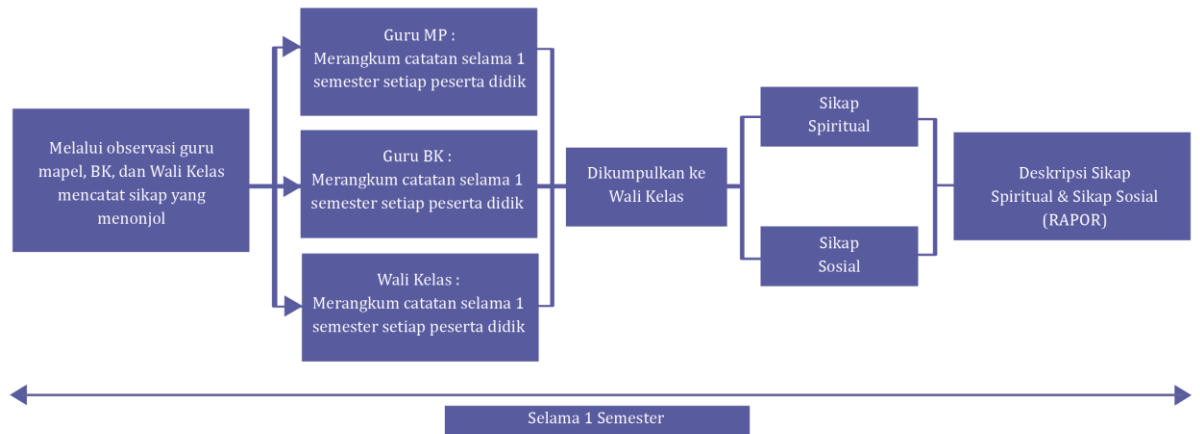 Melalui observasi guru
mapel, BK, dan Wali Kelas
mencatat sikap yang
menonjol
Guru MP :
Merangkum catatan selama 1
semester setiap peserta didik
Guru BK :
Merangkum catatan selama 1
semester setiap peserta didik
Wali Kelas :
Merangkum catatan selama 1
semester setiap peserta didik
Dikumpulkan ke
Wali Kelas
Sikap
Spiritual
Sikap
Sosial
Deskripsi Sikap
Spiritual & Sikap Sosial
(RAPOR)
Selama 1 Semester